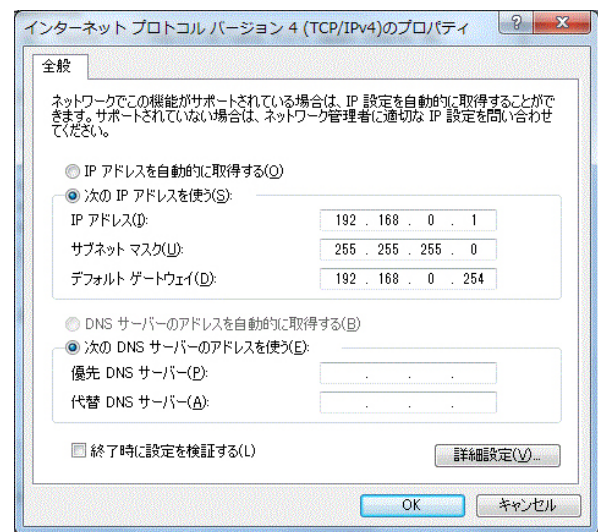 インターネット プロトコル バージョン 4 (TCP/IPv4)のプロパティ
全般
ネットワークでこの機能がサポートされている場合は、IP 設定を自動的に取得することがで
きます。サポートされていない場合は、ネットワーク管理者に適切な IP 設定を問い合わせ
てください。
IP アドレスを自動的に取得する(O)
次の IP アドレスを使う(S):
IP アドレス(I): 192 . 168 . 0 . 1
サブネット マスク(U): 255 . 255 . 255 . 0
デフォルト ゲートウェイ(D): 192 . 168 . 0 . 254
DNS サーバーのアドレスを自動的に取得する(B)
次の DNS サーバーのアドレスを使う(E):
優先 DNS サーバー(P): . . .
代替 DNS サーバー(A): . . .
終了時に設定を検証する(L)
詳細設定(V)...
OK キャンセル